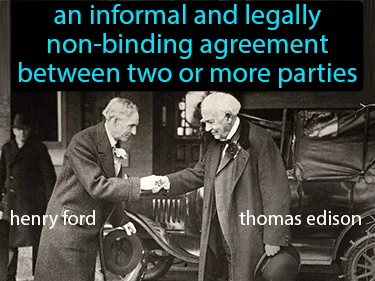 an informal and legally
non-binding agreement
between two or more parties
henry ford
thomas edison